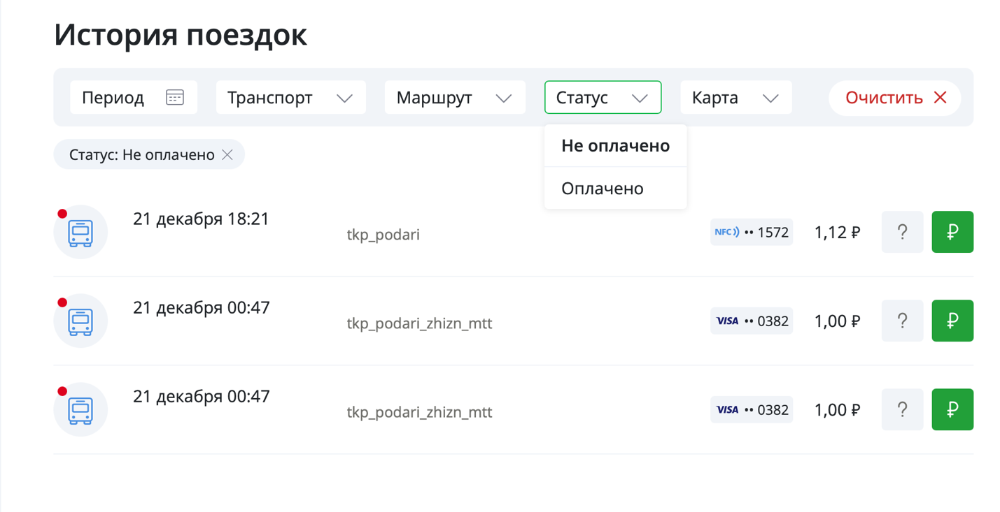 История поездок
Период Транспорт Маршрут Статус Карта Очистить
Не оплачено
Статус: Не оплачено
Оплачено
21 декабря 18:21
tkp_podari NFC •• 1572 1,12 ₽ ? ₽
21 декабря 00:47
tkp_podari_zhizn_mtt VISA •• 0382 1,00 ₽ ? ₽
21 декабря 00:47
tkp_podari_zhizn_mtt VISA •• 0382 1,00 ₽ ? ₽